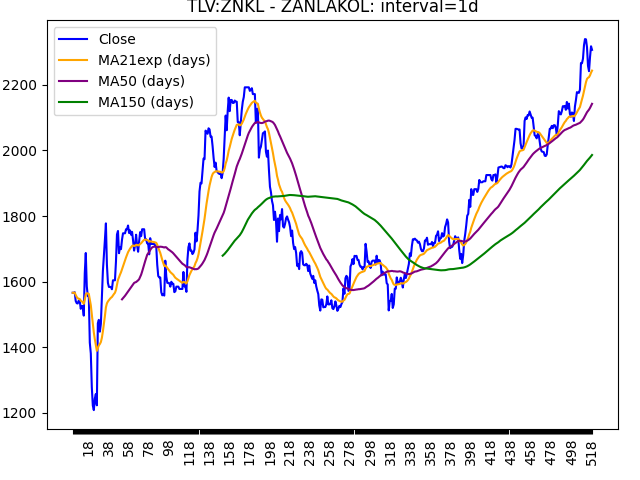 TLV:ZNKL - ZANLAKOL: interval=1d
Close
MA21exp (days)
MA50 (days)
MA150 (days)
2200
2000
1800
1600
1400
1200
18 38 58 78 98 118 138 158 178 198 218 238 258 278 298 318 338 358 378 398 418 438 458 478 498 518